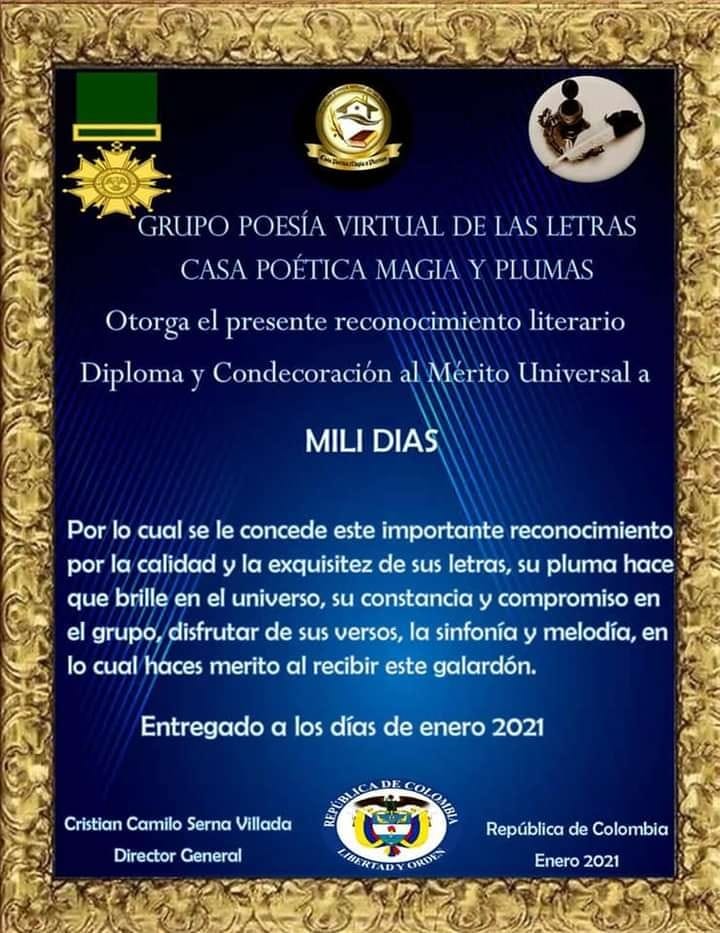 GRUPO POESÍA VIRTUAL DE LAS LETRAS
CASA POÉTICA MAGIA Y PLUMAS
Otorga el presente reconocimiento literario
Diploma y Condecoración al Mérito Universal a
MILI DIAS
Por lo cual se le concede este importante reconocimiento
por la calidad y la exquisitez de sus letras, su pluma hace
que brille en el universo, su constancia y compromiso en
el grupo, disfrutar de sus versos, la sinfonía y melodía, en
lo cual haces merito al recibir este galardón.
Entregado a los días de enero 2021
Cristian Camilo Serna Villada
Director General
REPÚBLICA DE COLOMBIA
LIBERTAD Y ORDEN
República de Colombia
Enero 2021